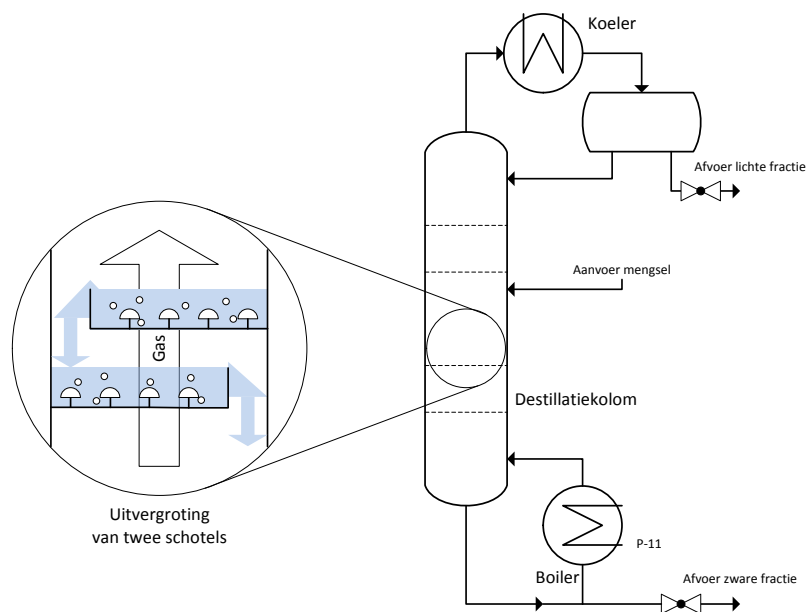 Koeler
Afvoer lichte fractie
Aanvoer mengsel
Gas
Destillatiekolom
Uitvergroting
van twee schotels
P-11
Boiler
Afvoer zware fractie